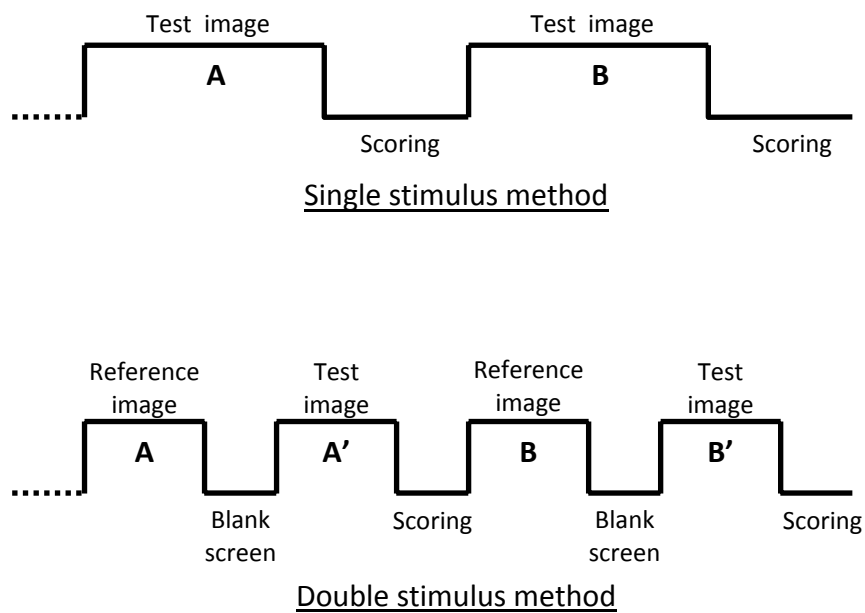 Test image Test image
A B
Scoring Scoring
Single stimulus method
Reference Test Reference Test
image image image image
A A’ B B’
Blank Scoring Blank Scoring
screen screen
Double stimulus method